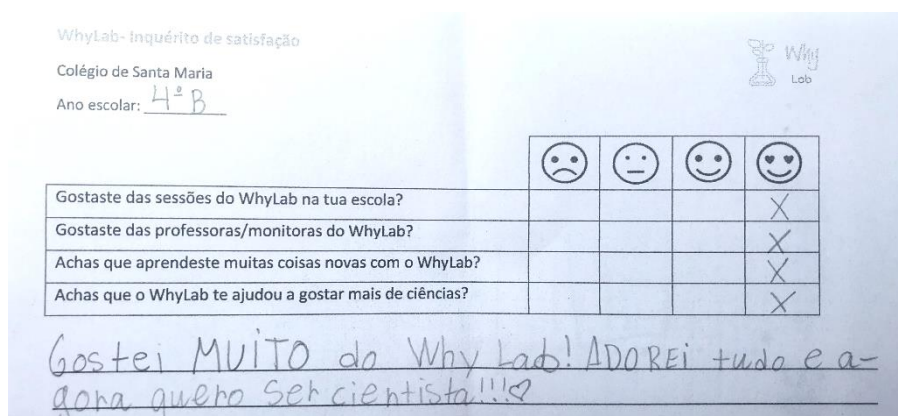 WhyLab- Inquérito de satisfação
Why
Lab
Colégio de Santa Maria
Ano escolar: 4º B
Gostaste das sessões do WhyLab na tua escola? X
Gostaste das professoras/monitoras do WhyLab? X
Achas que aprendeste muitas coisas novas com o WhyLab? X
Achas que o WhyLab te ajudou a gostar mais de ciências? X
Gostei MUiTO do Why Lab! ADOREi tudo e a-
gora quero ser cientista!!!♡